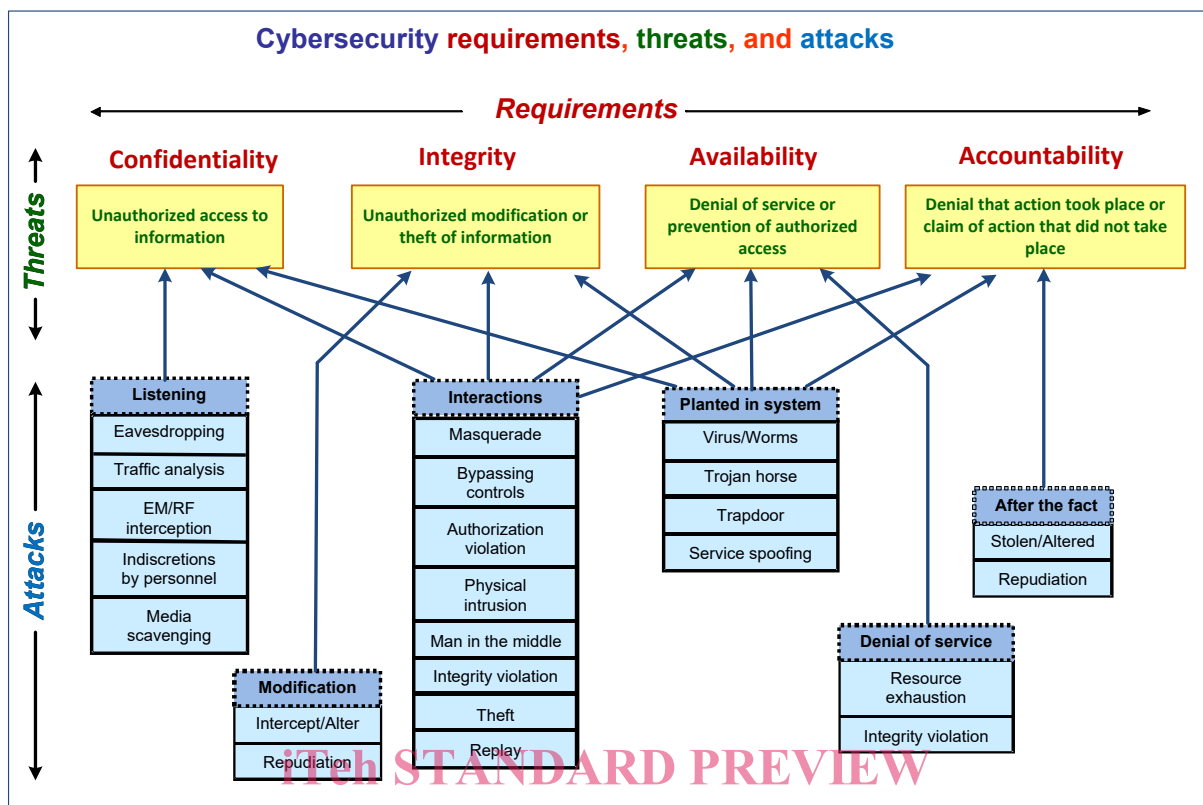 Cybersecurity requirements, threats, and attacks
Requirements
Threats
Confidentiality
Integrity
Availability
Accountability
Unauthorized access to
information
Unauthorized modification or
theft of information
Denial of service or
prevention of authorized
access
Denial that action took place or
claim of action that did not take
place
Attacks
Listening
Eavesdropping
Traffic analysis
EM/RF
interception
Indiscretions
by personnel
Media
scavenging
Modification
Intercept/Alter
Repudiation
Interactions
Masquerade
Bypassing
controls
Authorization
violation
Physical
intrusion
Man in the middle
Integrity violation
Theft
Replay
Planted in system
Virus/Worms
Trojan horse
Trapdoor
Service spoofing
Denial of service
Resource
exhaustion
Integrity violation
After the fact
Stolen/Altered
Repudiation
iTeh STANDARD PREVIEW